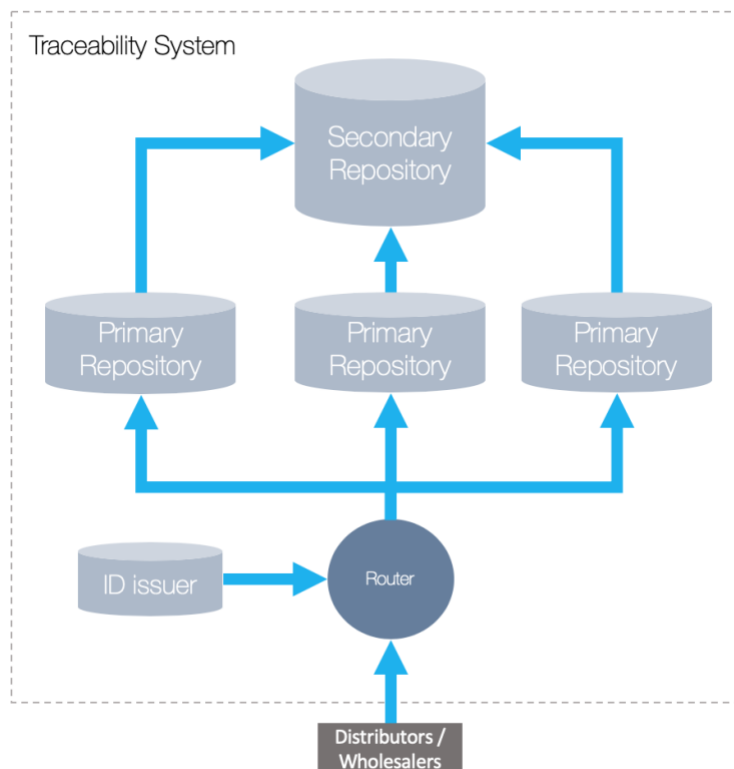 Traceability System
Secondary
Repository
Primary
Repository
Primary
Repository
Primary
Repository
ID issuer
Router
Distributors /
Wholesalers